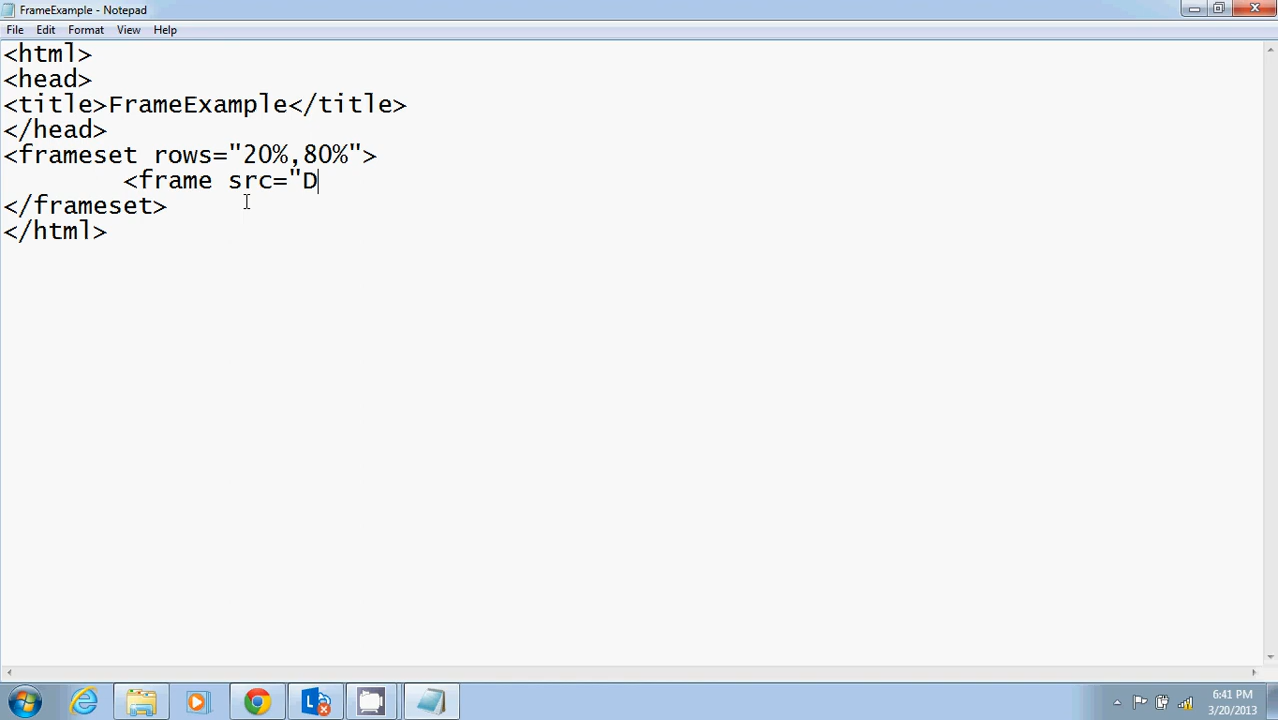 FrameExample - Notepad
File Edit Format View Help
<html>
<head>
<title>FrameExample</title>
</head>
<frameset rows="20%,80%">
<frame src="D
</frameset>
</html>
6:41 PM
3/20/2013